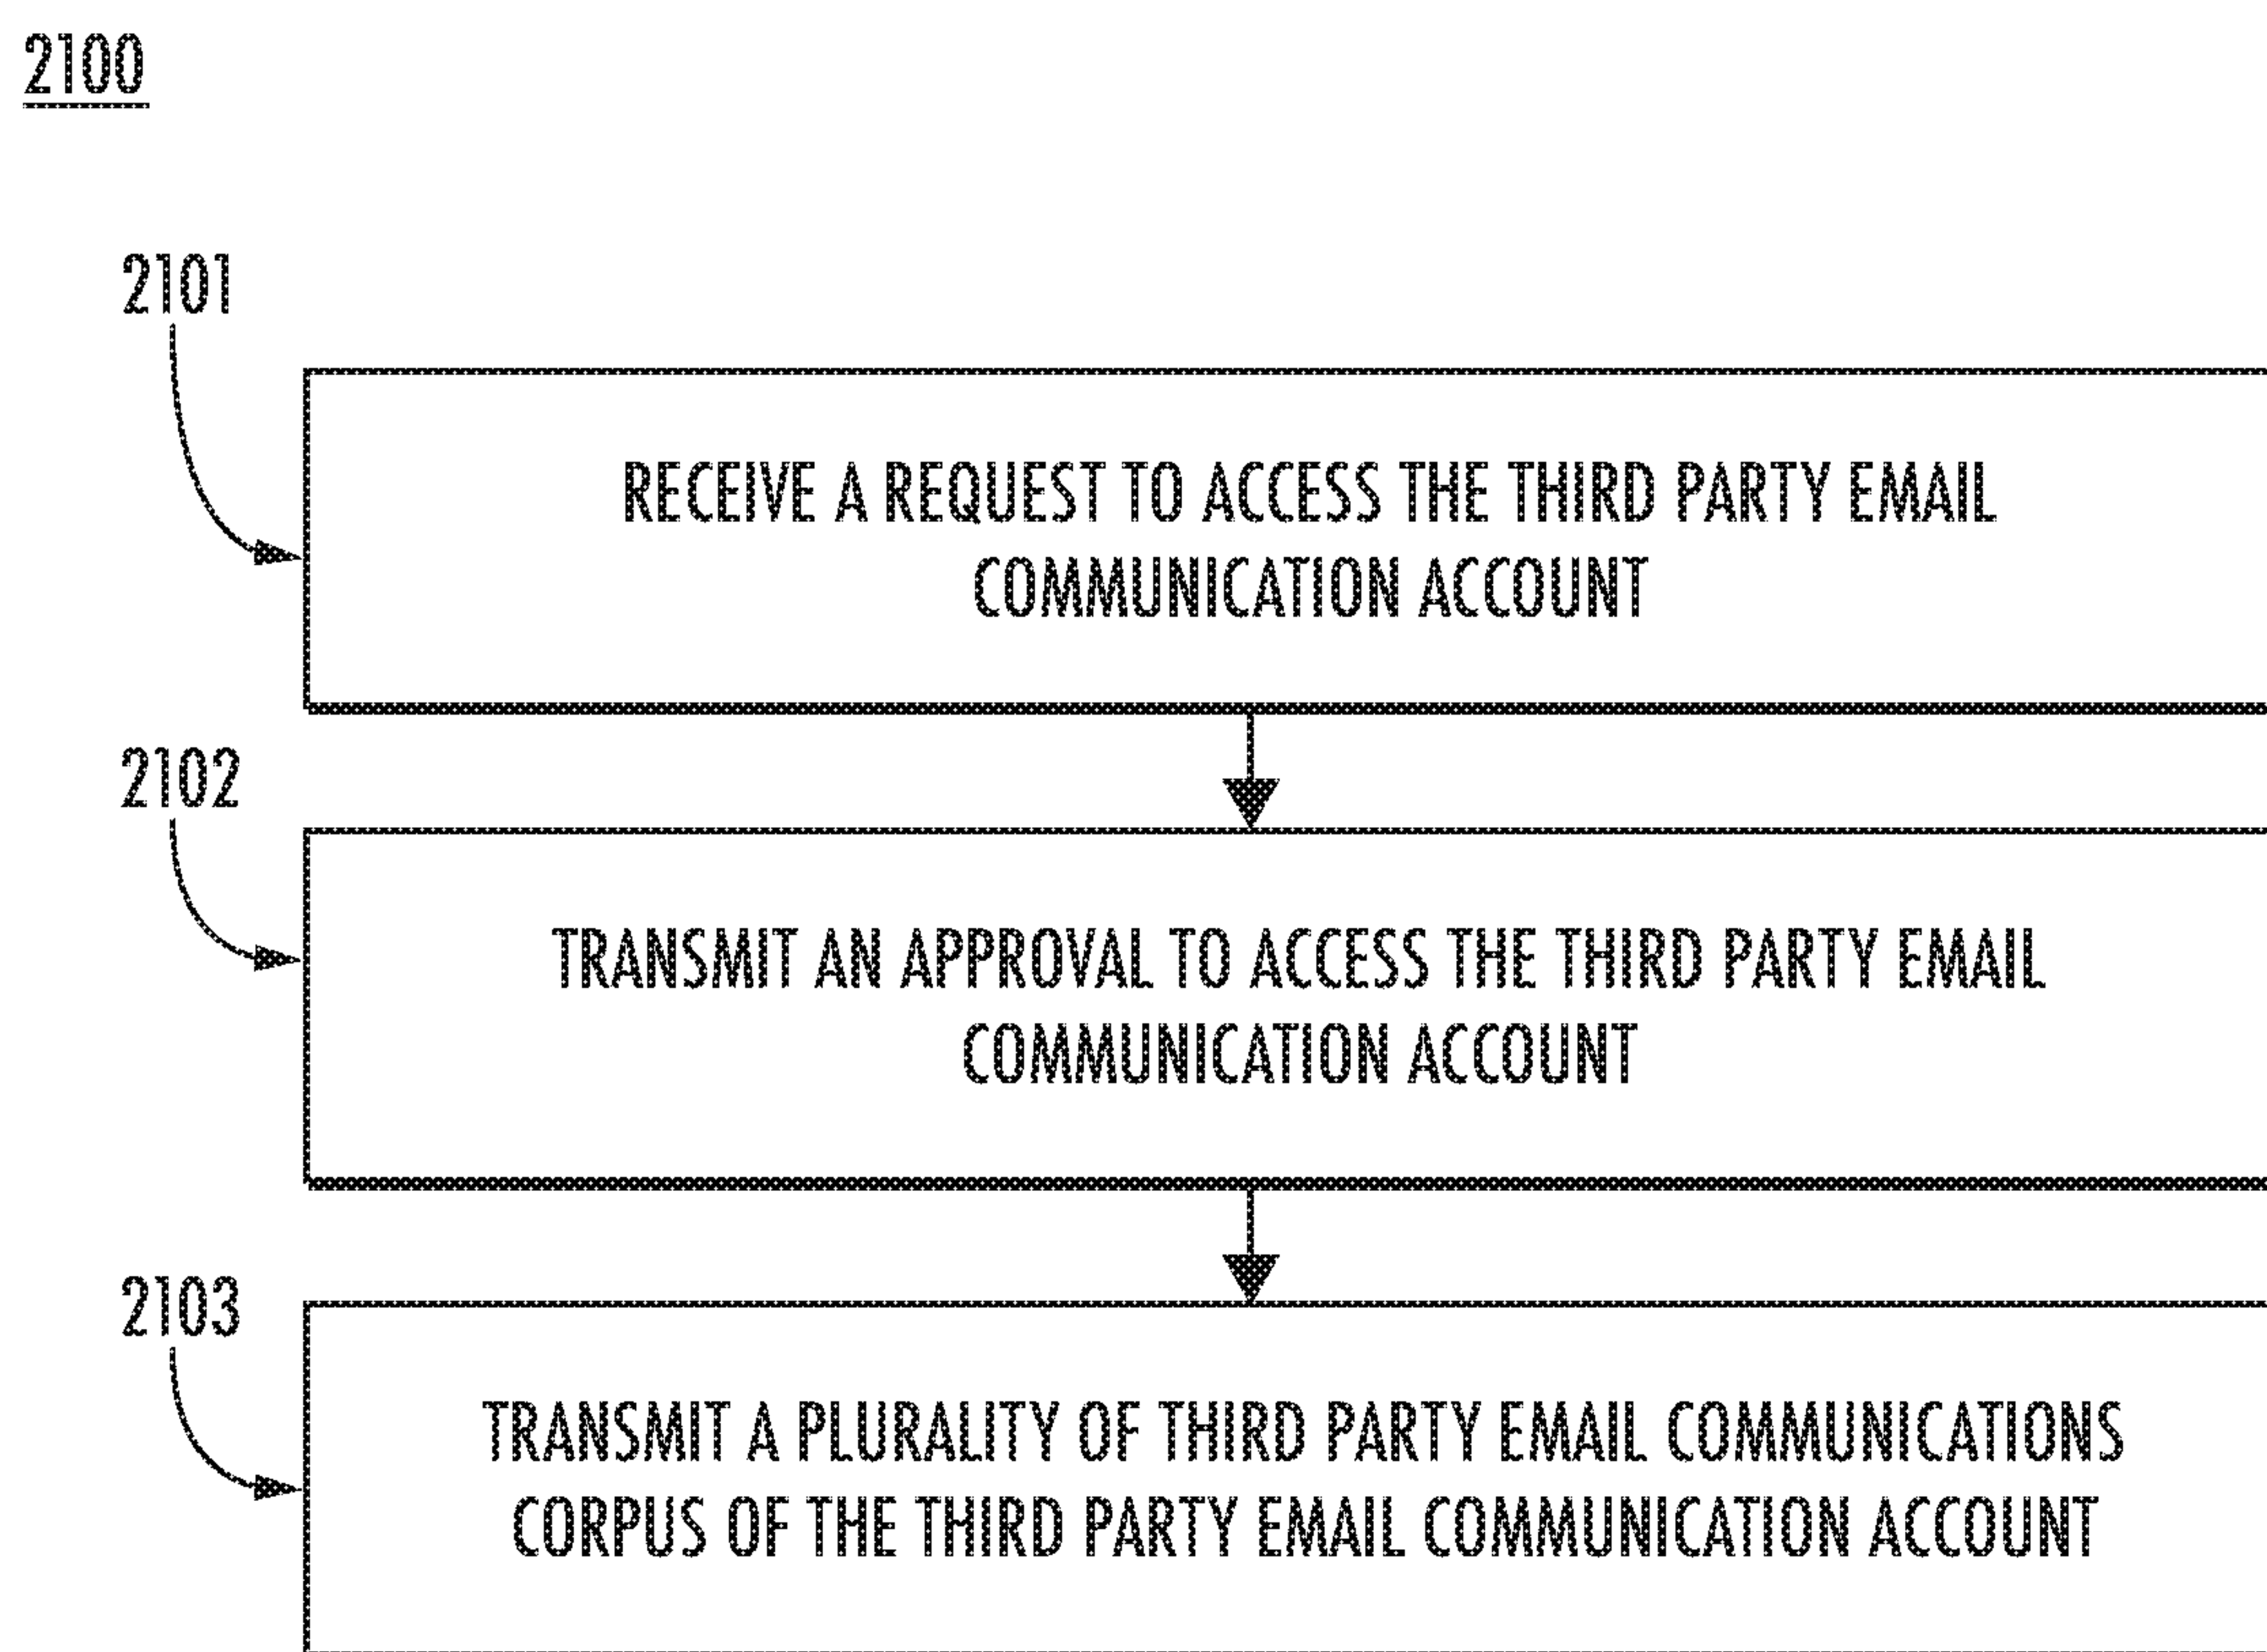 2100
2101
RECEIVE A REQUEST TO ACCESS THE THIRD PARTY EMAIL
COMMUNICATION ACCOUNT
2102
TRANSMIT AN APPROVAL TO ACCESS THE THIRD PARTY EMAIL
COMMUNICATION ACCOUNT
2103
TRANSMIT A PLURALITY OF THIRD PARTY EMAIL COMMUNICATIONS
CORPUS OF THE THIRD PARTY EMAIL COMMUNICATION ACCOUNT